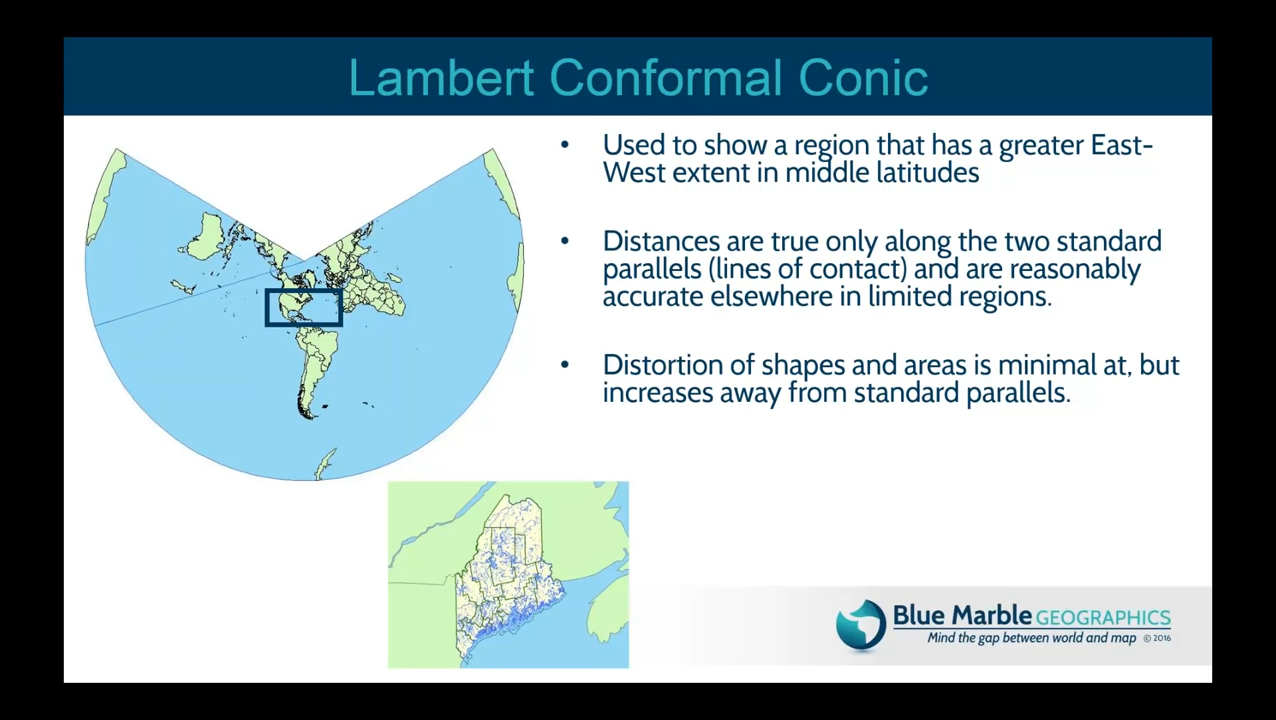 Lambert Conformal Conic
• Used to show a region that has a greater East-
West extent in middle latitudes
• Distances are true only along the two standard
parallels (lines of contact) and are reasonably
accurate elsewhere in limited regions.
• Distortion of shapes and areas is minimal at, but
increases away from standard parallels.
Blue Marble GEOGRAPHICS
Mind the gap between world and map © 2016